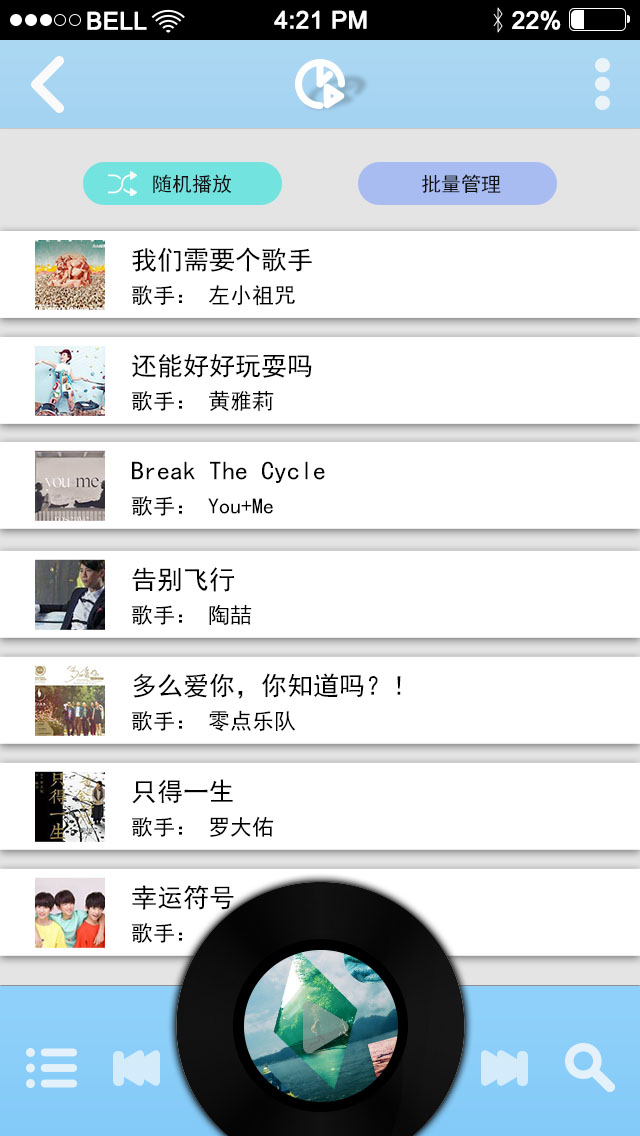 BELL 4:21 PM 22%
随机播放 批量管理
我们需要个歌手
歌手： 左小祖咒
还能好好玩耍吗
歌手： 黄雅莉
you me
Break The Cycle
歌手： You+Me
告别飞行
歌手： 陶喆
多么爱你，你知道吗？！
歌手： 零点乐队
只得一生
只得一生
歌手： 罗大佑
幸运符号
歌手：